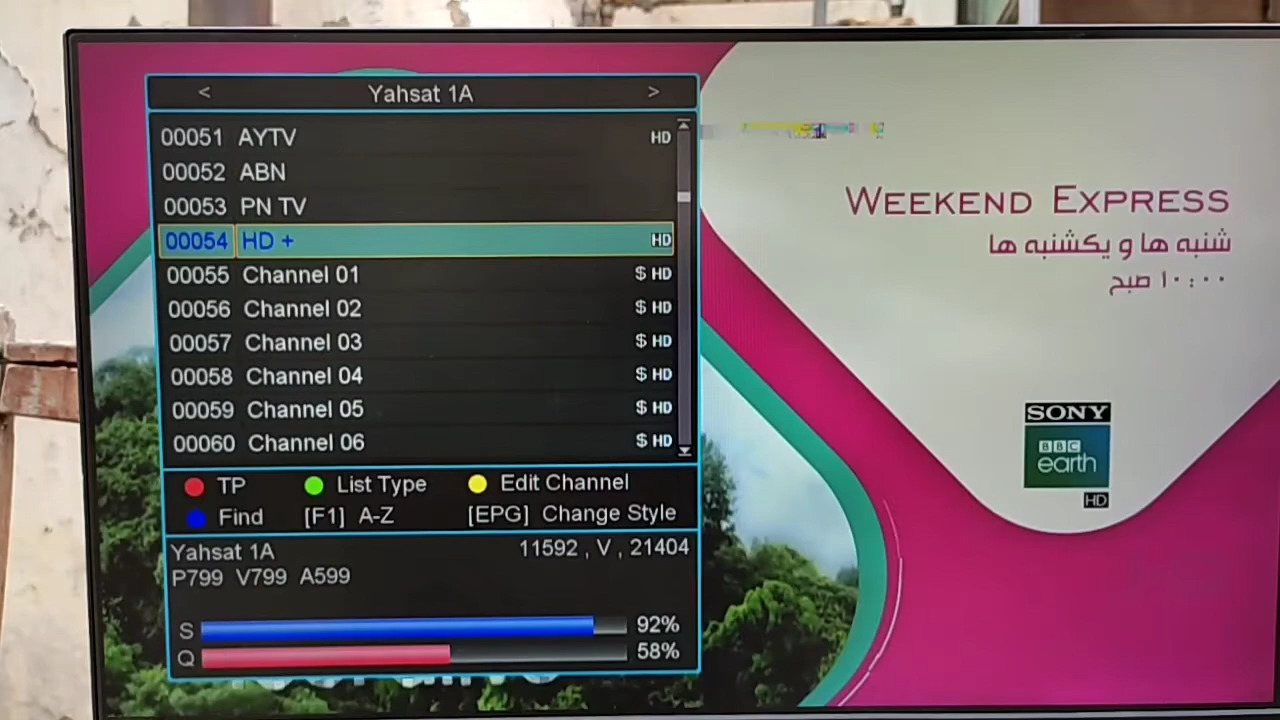 < Yahsat 1A >
00051 AYTV HD
00052 ABN
00053 PN TV
00054 HD + HD
00055 Channel 01 $ HD
00056 Channel 02 $ HD
00057 Channel 03 $ HD
00058 Channel 04 $ HD
00059 Channel 05 $ HD
00060 Channel 06 $ HD
TP List Type Edit Channel
Find [F1] A-Z [EPG] Change Style
Yahsat 1A 11592 , V , 21404
P799 V799 A599
S 92%
Q 58%
WEEKEND EXPRESS
شنبه ها و یکشنبه ها
۱۰:۰۰ صبح
SONY
BBC
earth
HD